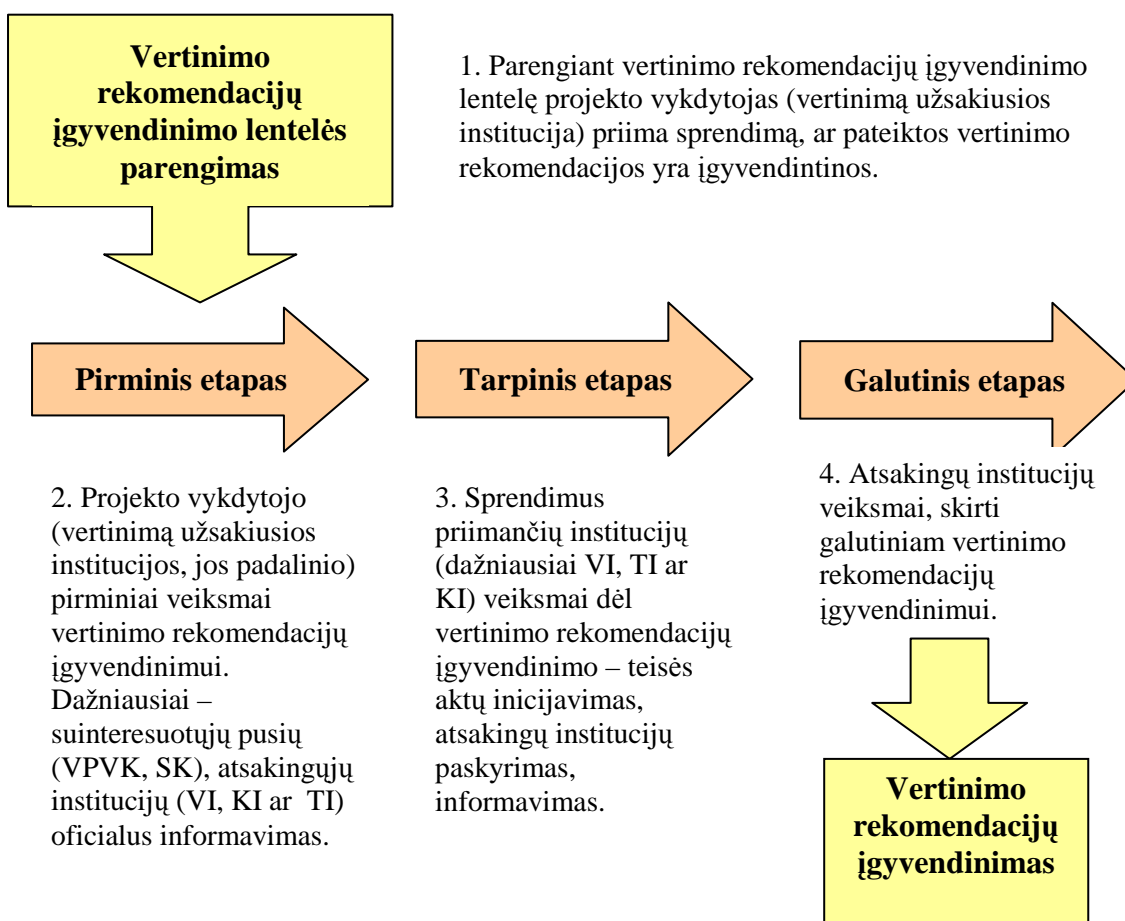 Vertinimo
rekomendacijų
įgyvendinimo lentelės
parengimas
1. Parengiant vertinimo rekomendacijų įgyvendinimo
lentelę projekto vykdytojas (vertinimą užsakiusios
institucija) priima sprendimą, ar pateiktos vertinimo
rekomendacijos yra įgyvendintinos.
Pirminis etapas
Tarpinis etapas
Galutinis etapas
2. Projekto vykdytojo
(vertinimą užsakiusios
institucijos, jos padalinio)
pirminiai veiksmai
vertinimo rekomendacijų
įgyvendinimui.
Dažniausiai –
suinteresuotųjų pusių
(VPVK, SK), atsakingųjų
institucijų (VI, KI ar TI)
oficialus informavimas.
3. Sprendimus
priimančių institucijų
(dažniausiai VI, TI ar
KI) veiksmai dėl
vertinimo rekomendacijų
įgyvendinimo – teisės
aktų inicijavimas,
atsakingų institucijų
paskyrimas,
informavimas.
4. Atsakingų institucijų
veiksmai, skirti
galutiniam vertinimo
rekomendacijų
įgyvendinimui.
Vertinimo
rekomendacijų
įgyvendinimas